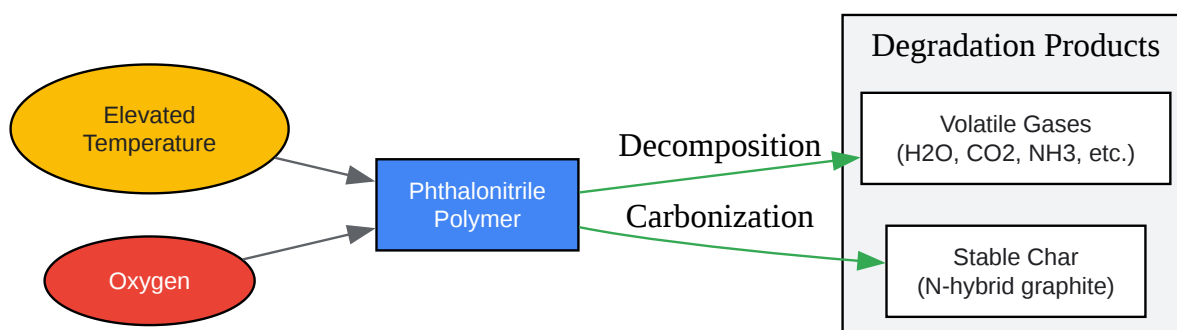 Degradation Products
Elevated
Temperature
Volatile Gases
(H2O, CO2, NH3, etc.)
Decomposition
Phthalonitrile
Polymer
Carbonization
Oxygen
Stable Char
(N-hybrid graphite)